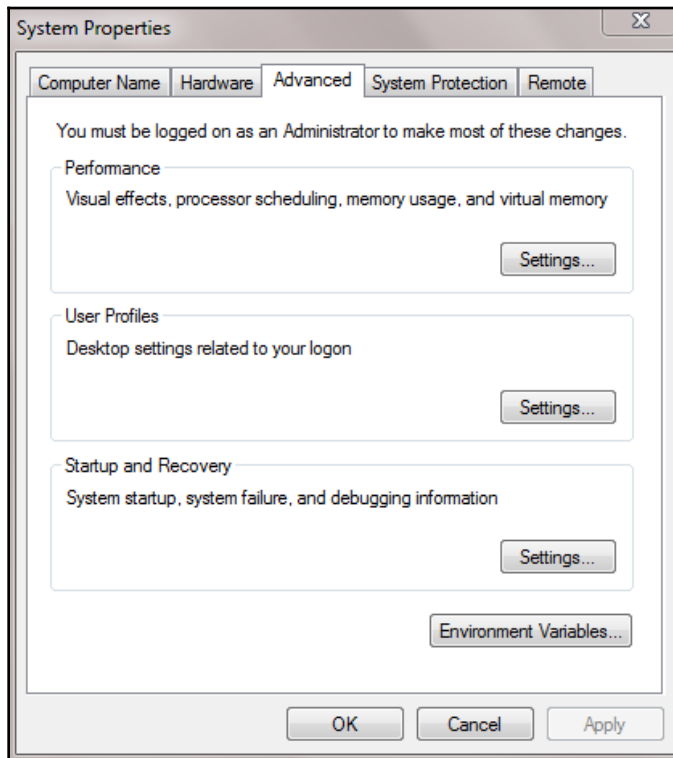 System Properties
Computer Name Hardware Advanced System Protection Remote
You must be logged on as an Administrator to make most of these changes.
Performance
Visual effects, processor scheduling, memory usage, and virtual memory
Settings...
User Profiles
Desktop settings related to your logon
Settings...
Startup and Recovery
System startup, system failure, and debugging information
Settings...
Environment Variables...
OK Cancel Apply